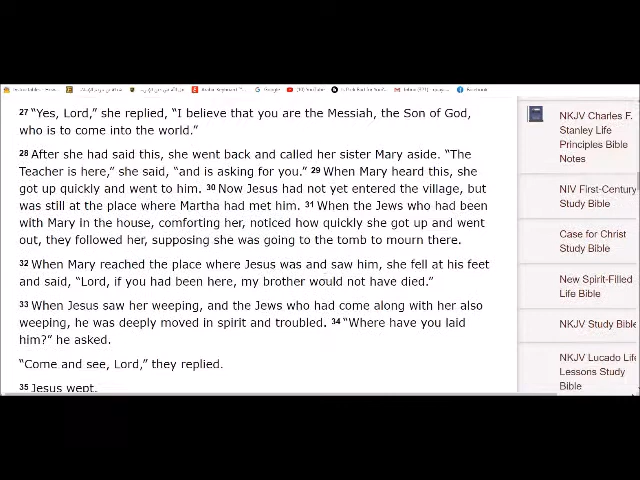 Google
YouTube
Facebook
27 “Yes, Lord,” she replied, “I believe that you are the Messiah, the Son of God,
who is to come into the world.”
28 After she had said this, she went back and called her sister Mary aside. “The
Teacher is here,” she said, “and is asking for you.” 29 When Mary heard this, she
got up quickly and went to him. 30 Now Jesus had not yet entered the village, but
was still at the place where Martha had met him. 31 When the Jews who had been
with Mary in the house, comforting her, noticed how quickly she got up and went
out, they followed her, supposing she was going to the tomb to mourn there.
32 When Mary reached the place where Jesus was and saw him, she fell at his feet
and said, “Lord, if you had been here, my brother would not have died.”
33 When Jesus saw her weeping, and the Jews who had come along with her also
weeping, he was deeply moved in spirit and troubled. 34 “Where have you laid
him?” he asked.
“Come and see, Lord,” they replied.
35 Jesus wept.
NKJV Charles F.
Stanley Life
Principles Bible
Notes
NIV First-Century
Study Bible
Case for Christ
Study Bible
New Spirit-Filled
Life Bible
NKJV Study Bible
NKJV Lucado Life
Lessons Study
Bible